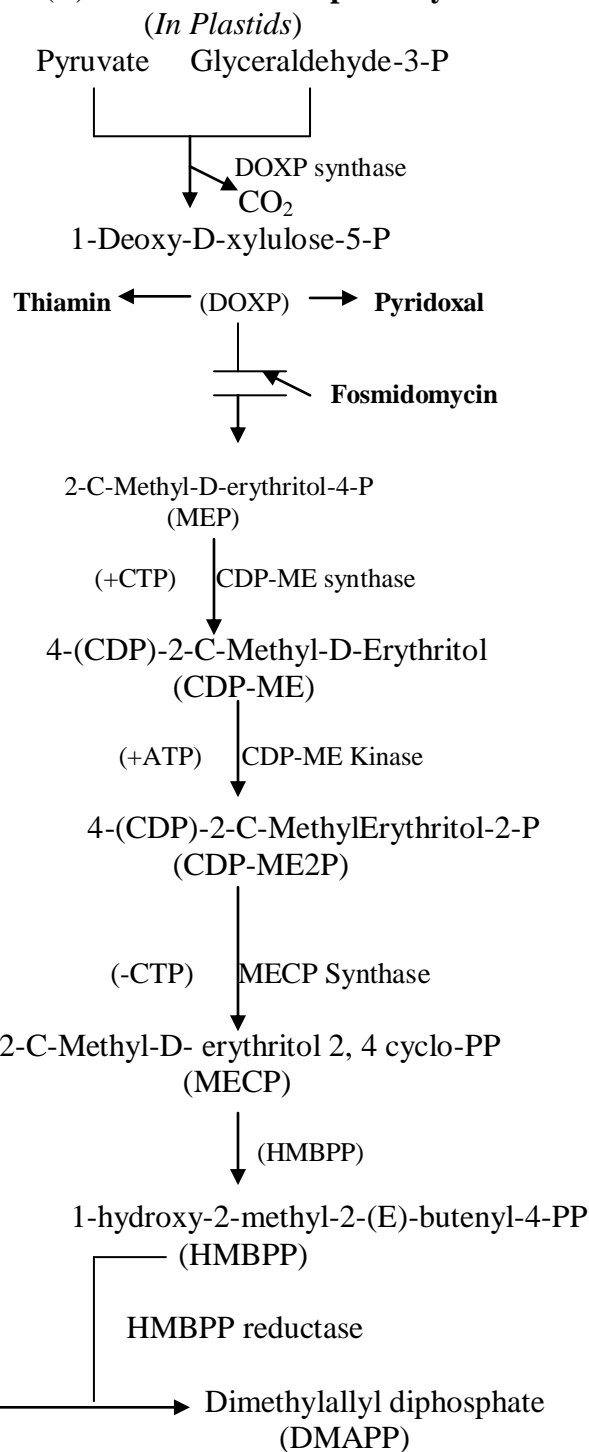 (In Plastids)
Pyruvate Glyceraldehyde-3-P
DOXP synthase
CO₂
1-Deoxy-D-xylulose-5-P
Thiamin (DOXP) Pyridoxal
Fosmidomycin
2-C-Methyl-D-erythritol-4-P
(MEP)
(+CTP) CDP-ME synthase
4-(CDP)-2-C-Methyl-D-Erythritol
(CDP-ME)
(+ATP) CDP-ME Kinase
4-(CDP)-2-C-MethylErythritol-2-P
(CDP-ME2P)
(-CTP) MECP Synthase
2-C-Methyl-D- erythritol 2, 4 cyclo-PP
(MECP)
(HMBPP)
1-hydroxy-2-methyl-2-(E)-butenyl-4-PP
(HMBPP)
HMBPP reductase
Dimethylallyl diphosphate
(DMAPP)